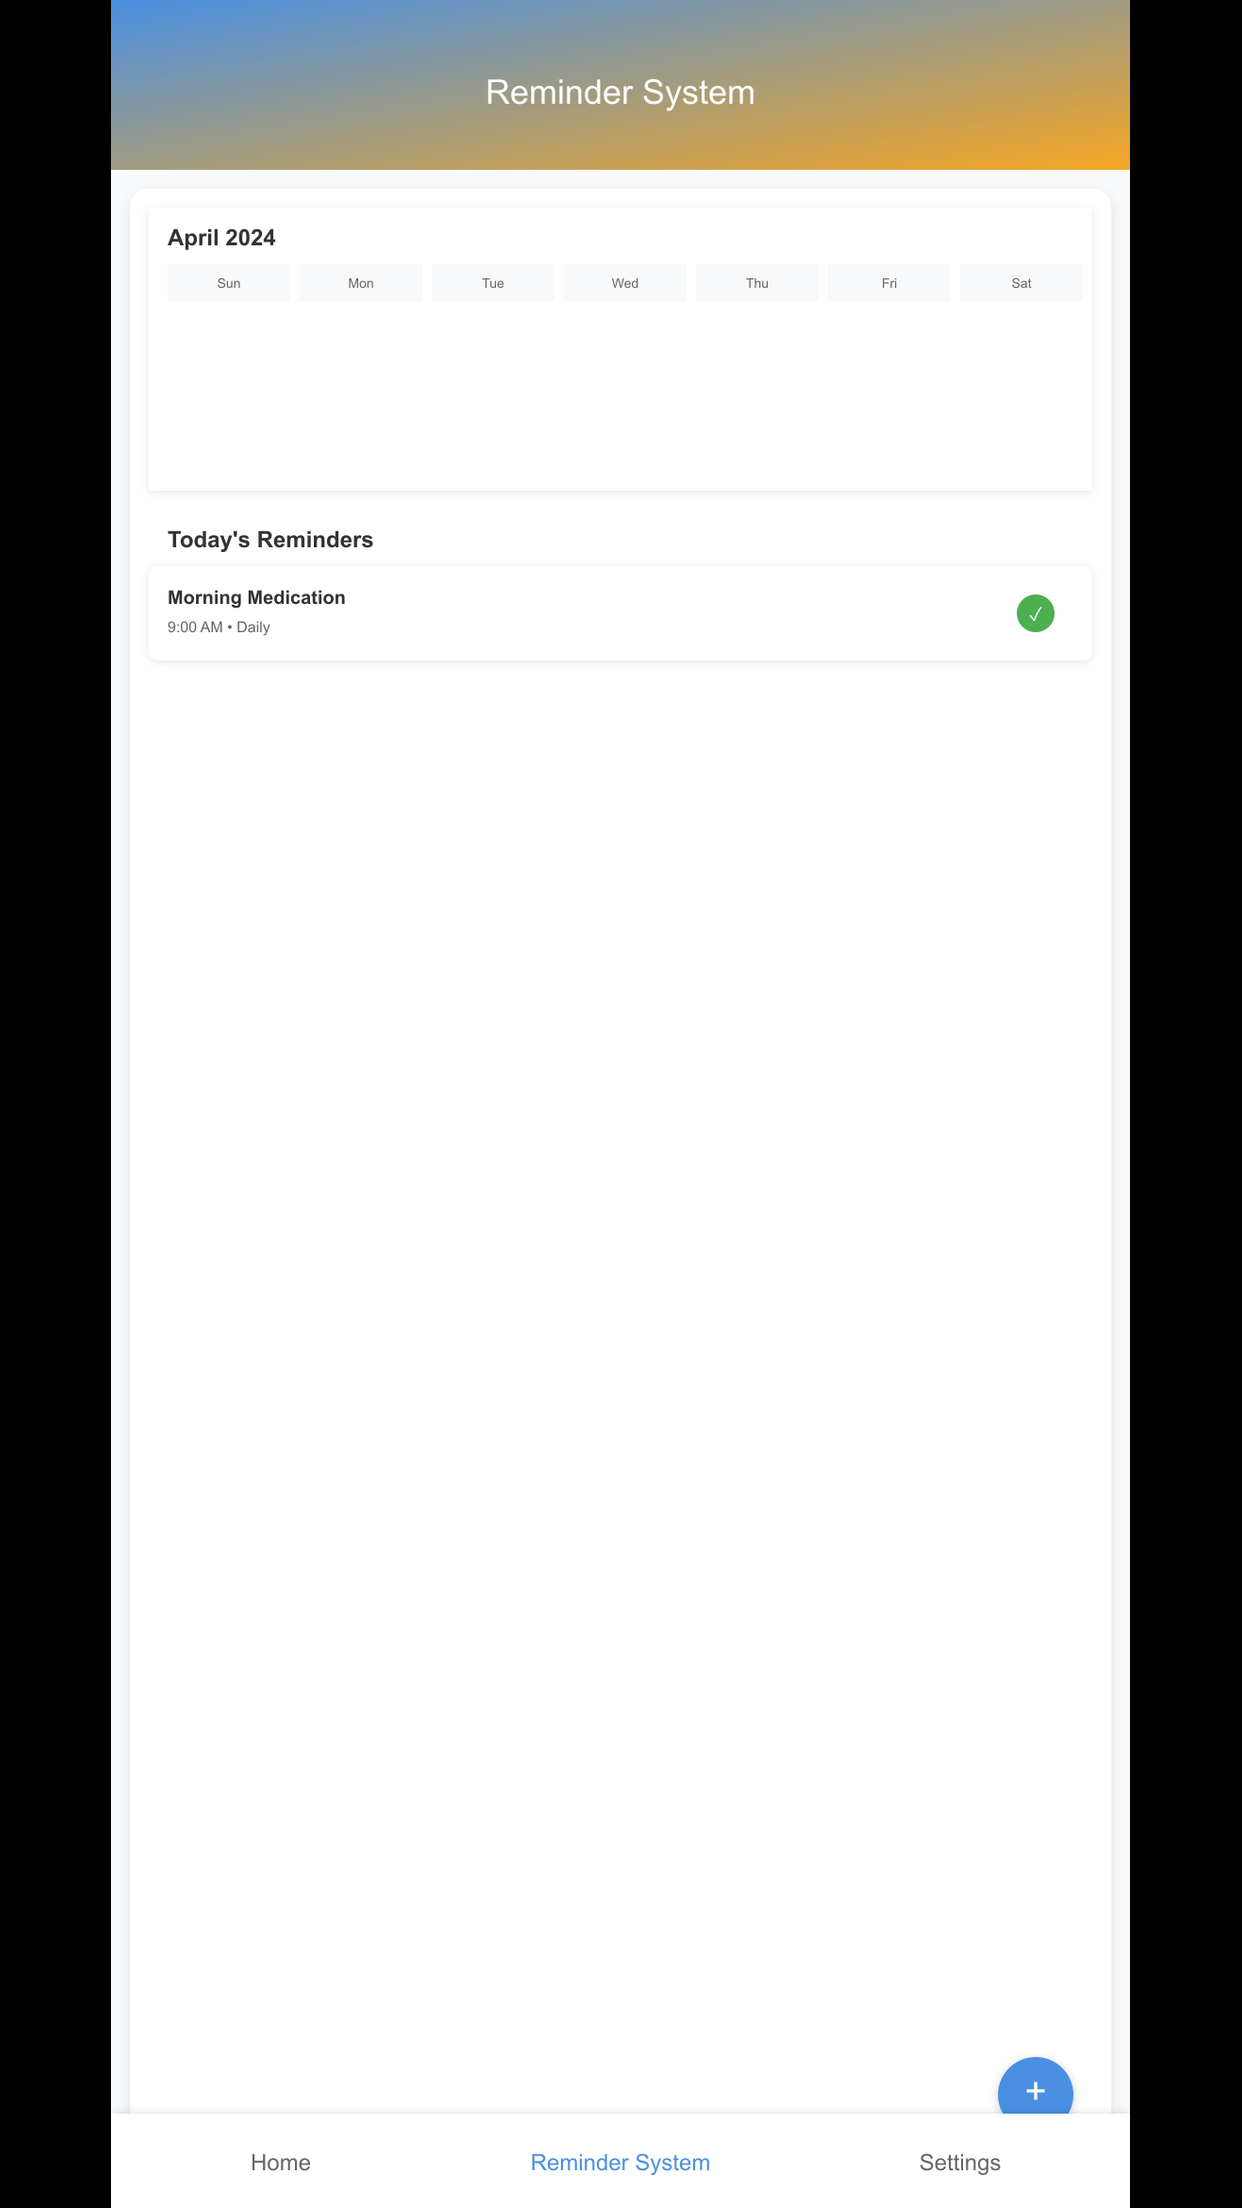 Reminder System
April 2024
Sun Mon Tue Wed Thu Fri Sat
Today's Reminders
Morning Medication
9:00 AM • Daily
✓
+
Home Reminder System Settings